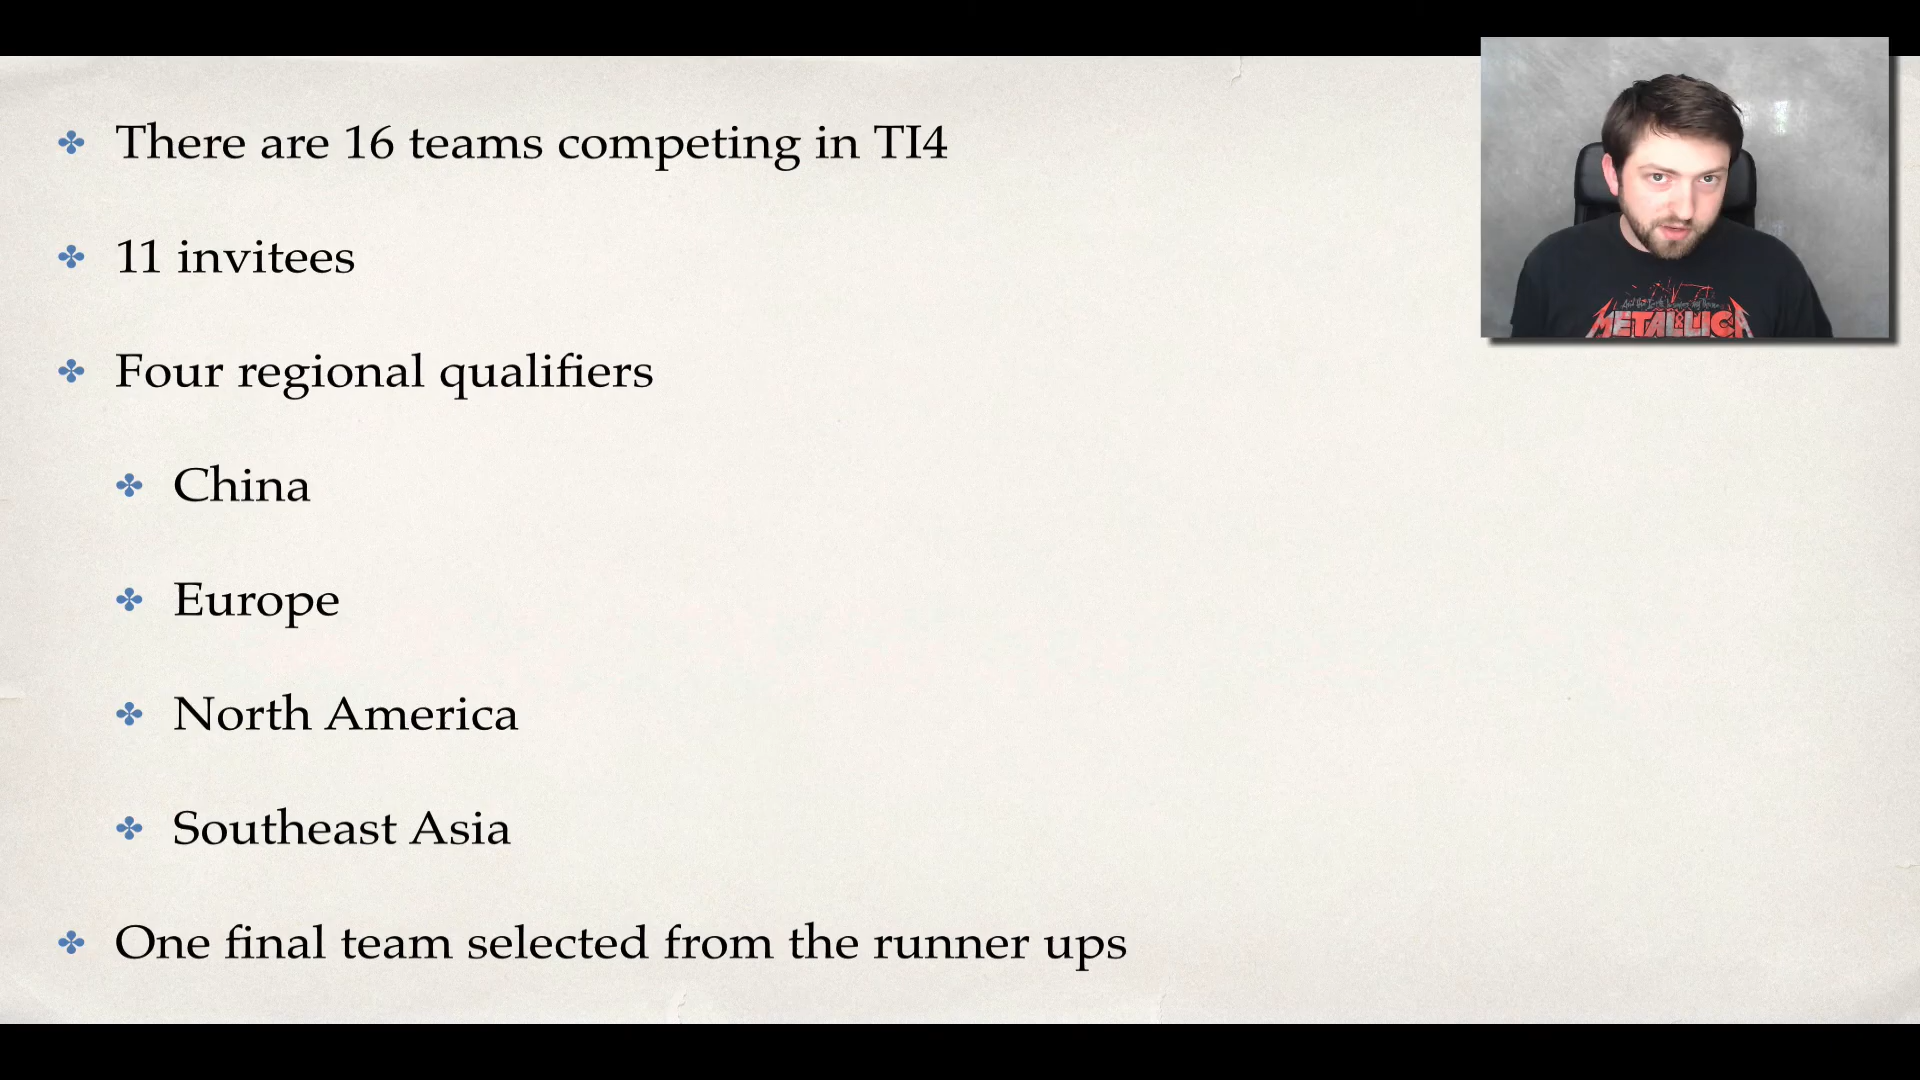 There are 16 teams competing in TI4
11 invitees
Four regional qualifiers
China
Europe
North America
Southeast Asia
One final team selected from the runner ups
METALLICA